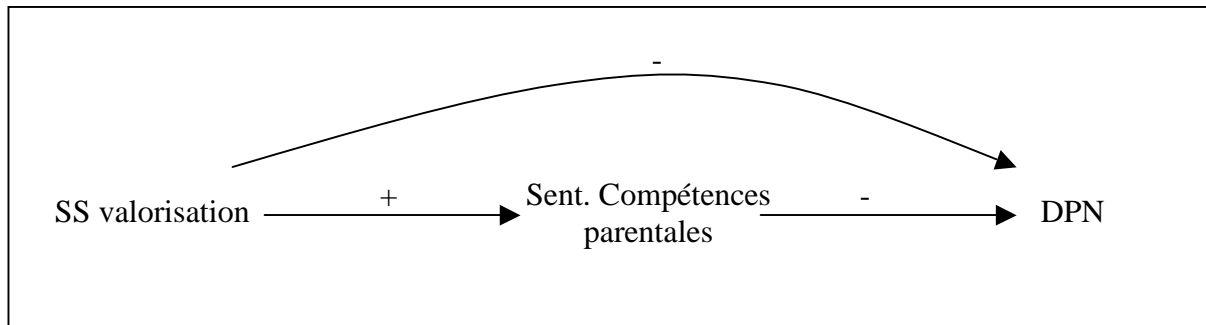 -
+
-
SS valorisation
Sent. Compétences
parentales
DPN